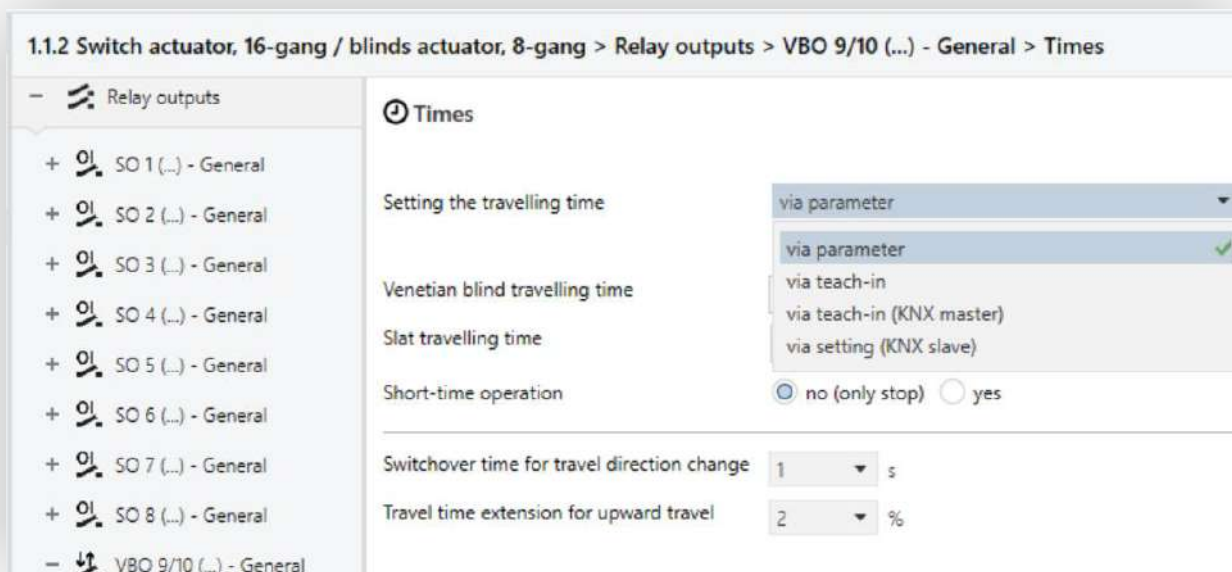 1.1.2 Switch actuator, 16-gang / blinds actuator, 8-gang > Relay outputs > VBO 9/10 (...) - General > Times
Relay outputs
SO 1 (...) - General
SO 2 (...) - General
SO 3 (...) - General
SO 4 (...) - General
SO 5 (...) - General
SO 6 (...) - General
SO 7 (...) - General
SO 8 (...) - General
VBO 9/10 (...) - General
Times
Setting the travelling time via parameter
via parameter
via teach-in
via teach-in (KNX master)
via setting (KNX slave)
Venetian blind travelling time
Slat travelling time
Short-time operation no (only stop) yes
Switchover time for travel direction change 1 s
Travel time extension for upward travel 2 %